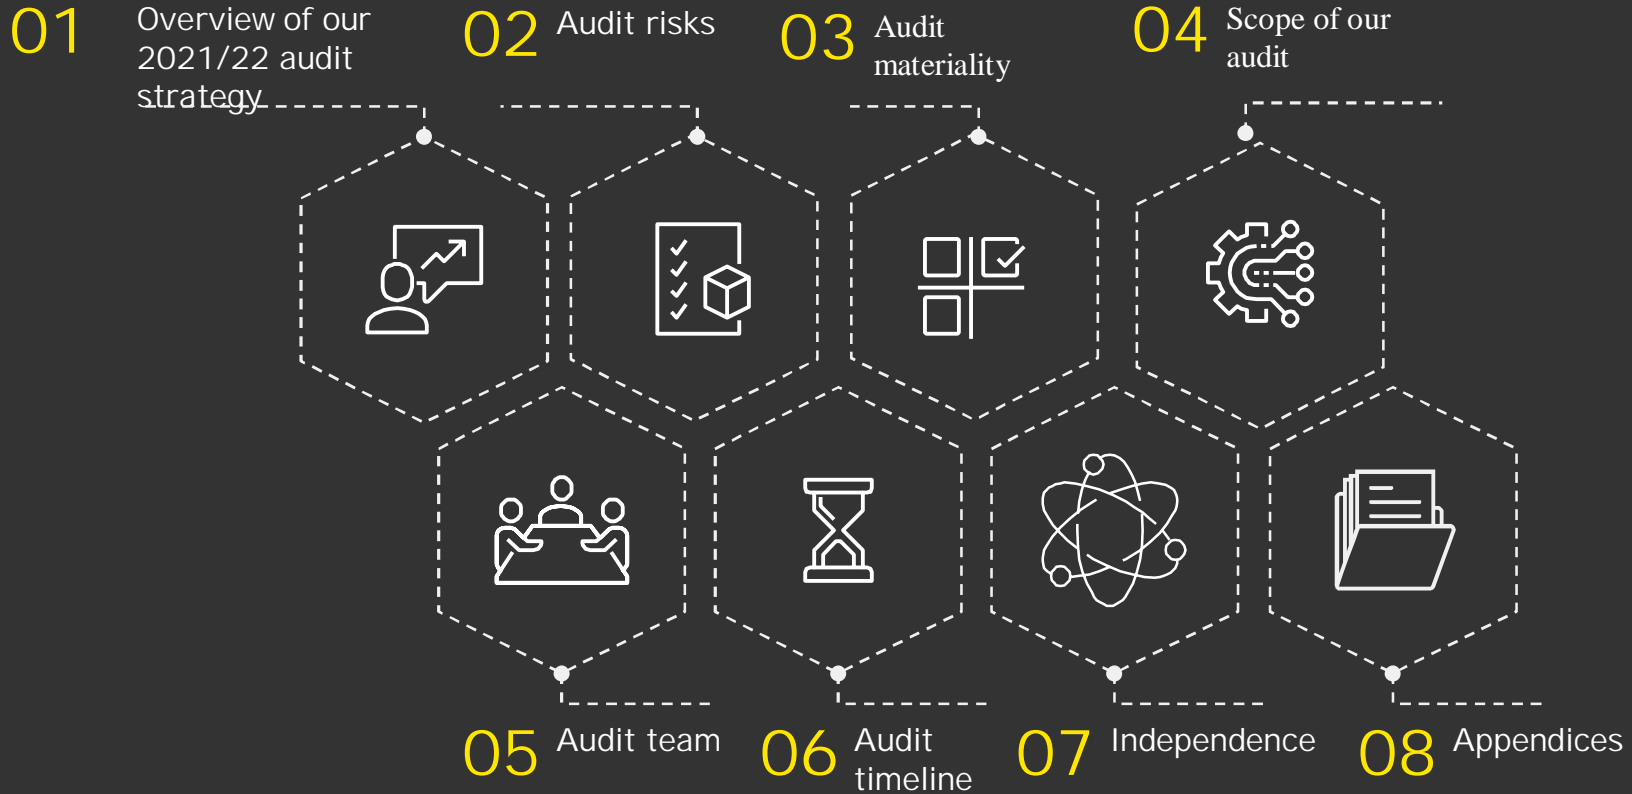 01
Overview of our
2021/22 audit
strategy
02
Audit risks
03
Audit
materiality
04
Scope of our
audit
05
Audit team
06
Audit
timeline
07
Independence
08
Appendices